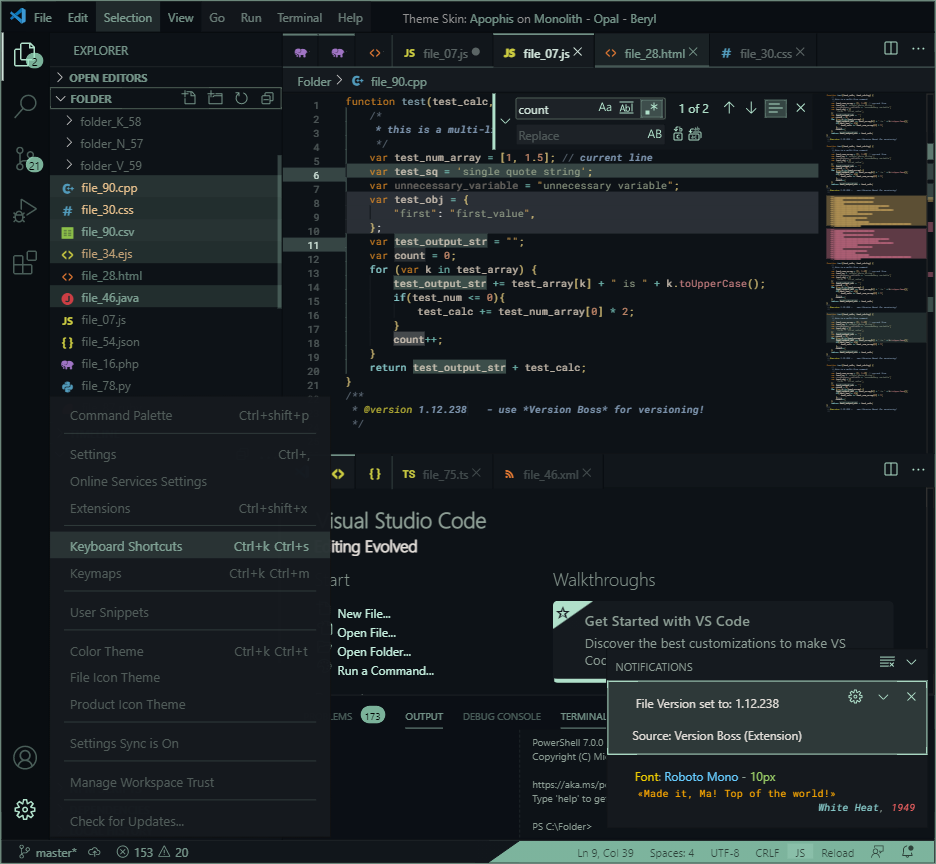 File Edit Selection View Go Run Terminal Help Theme Skin: Apophis on Monolith - Opal - Beryl
2
EXPLORER
OPEN EDITORS
FOLDER
folder_K_58
folder_N_57
folder_V_59
file_90.cpp
file_30.css
file_90.csv
file_34.ejs
file_28.html
file_46.java
file_07.js
file_54.json
file_16.php
file_78.py
21
JS file_07.js
JS file_07.js
file_28.html
# file_30.css
Folder > file_90.cpp
count Aa Abl .* 1 of 2
Replace AB
1 function test(test_calc,
2 /*
3 * this is a multi-li
4 */
5 var test_num_array = [1, 1.5]; // current line
6 var test_sq = 'single quote string';
7 var unnecessary_variable = "unnecessary variable";
8 var test_obj = {
9 "first": "first_value",
10 };
11 var test_output_str = "";
12 var count = 0;
13 for (var k in test_array) {
14 test_output_str += test_array[k] + " is " + k.toUpperCase();
15 if(test_num <= 0){
16 test_calc += test_num_array[0] * 2;
17 }
18 count++;
19 }
20 return test_output_str + test_calc;
21 }
/**
* @version 1.12.238 - use *Version Boss* for versioning!
*/
Command Palette Ctrl+shift+p
Settings Ctrl+,
Online Services Settings
Extensions Ctrl+shift+x
Keyboard Shortcuts Ctrl+k Ctrl+s
Keymaps Ctrl+k Ctrl+m
User Snippets
Color Theme Ctrl+k Ctrl+t
File Icon Theme
Product Icon Theme
Settings Sync is On
Manage Workspace Trust
Check for Updates...
<> {} TS file_75.ts file_46.xml
isual Studio Code
iting Evolved
art
New File...
Open File...
Open Folder...
Run a Command...
Walkthroughs
Get Started with VS Code
Discover the best customizations to make VS
Coc
NOTIFICATIONS
File Version set to: 1.12.238
Source: Version Boss (Extension)
Font: Roboto Mono - 10px
«Made it, Ma! Top of the world!»
White Heat, 1949
LEMS 173 OUTPUT DEBUG CONSOLE TERMINAL
PowerShell 7.0.0
Copyright (C) Mi
https://aka.ms/p
Type 'help' to ge
PS C:\Folder>
master* 153 20 Ln 9, Col 39 Spaces: 4 UTF-8 CRLF JS Reload